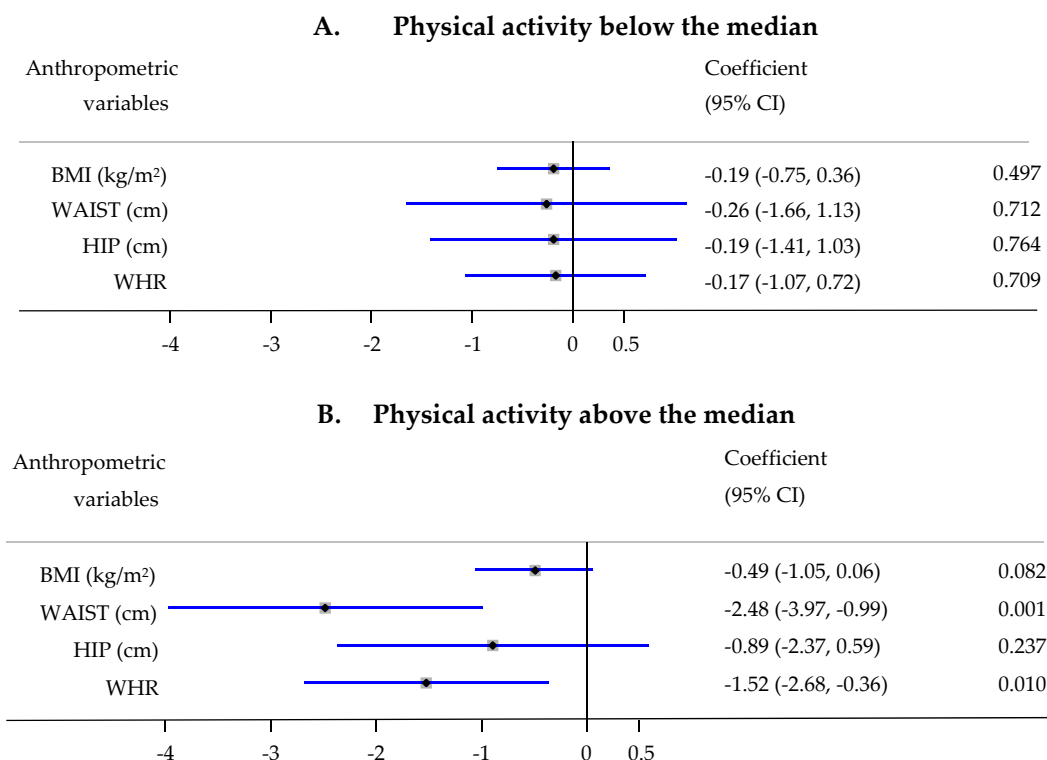 A. Physical activity below the median
Anthropometric Coefficient
variables (95% CI)
BMI (kg/m²) -0.19 (-0.75, 0.36) 0.497
WAIST (cm) -0.26 (-1.66, 1.13) 0.712
HIP (cm) -0.19 (-1.41, 1.03) 0.764
WHR -0.17 (-1.07, 0.72) 0.709
-4 -3 -2 -1 0 0.5
B. Physical activity above the median
Anthropometric Coefficient
variables (95% CI)
BMI (kg/m²) -0.49 (-1.05, 0.06) 0.082
WAIST (cm) -2.48 (-3.97, -0.99) 0.001
HIP (cm) -0.89 (-2.37, 0.59) 0.237
WHR -1.52 (-2.68, -0.36) 0.010
-4 -3 -2 -1 0 0.5